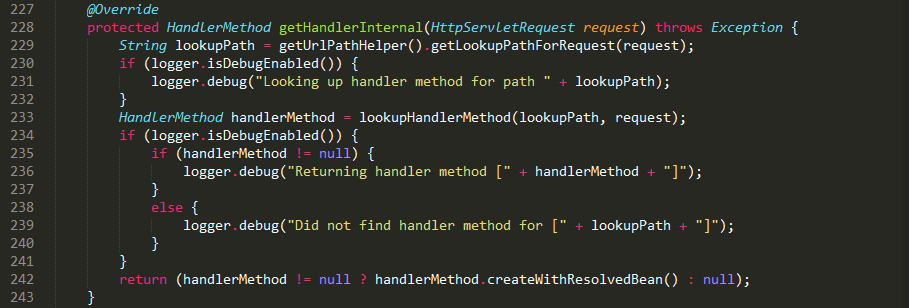 227 @Override
228 protected HandlerMethod getHandlerInternal(HttpServletRequest request) throws Exception {
229 String lookupPath = getUrlPathHelper().getLookupPathForRequest(request);
230 if (logger.isDebugEnabled()) {
231 logger.debug("Looking up handler method for path " + lookupPath);
232 }
233 HandlerMethod handlerMethod = lookupHandlerMethod(lookupPath, request);
234 if (logger.isDebugEnabled()) {
235 if (handlerMethod != null) {
236 logger.debug("Returning handler method [" + handlerMethod + "]");
237 }
238 else {
239 logger.debug("Did not find handler method for [" + lookupPath + "]");
240 }
241 }
242 return (handlerMethod != null ? handlerMethod.createWithResolvedBean() : null);
243 }